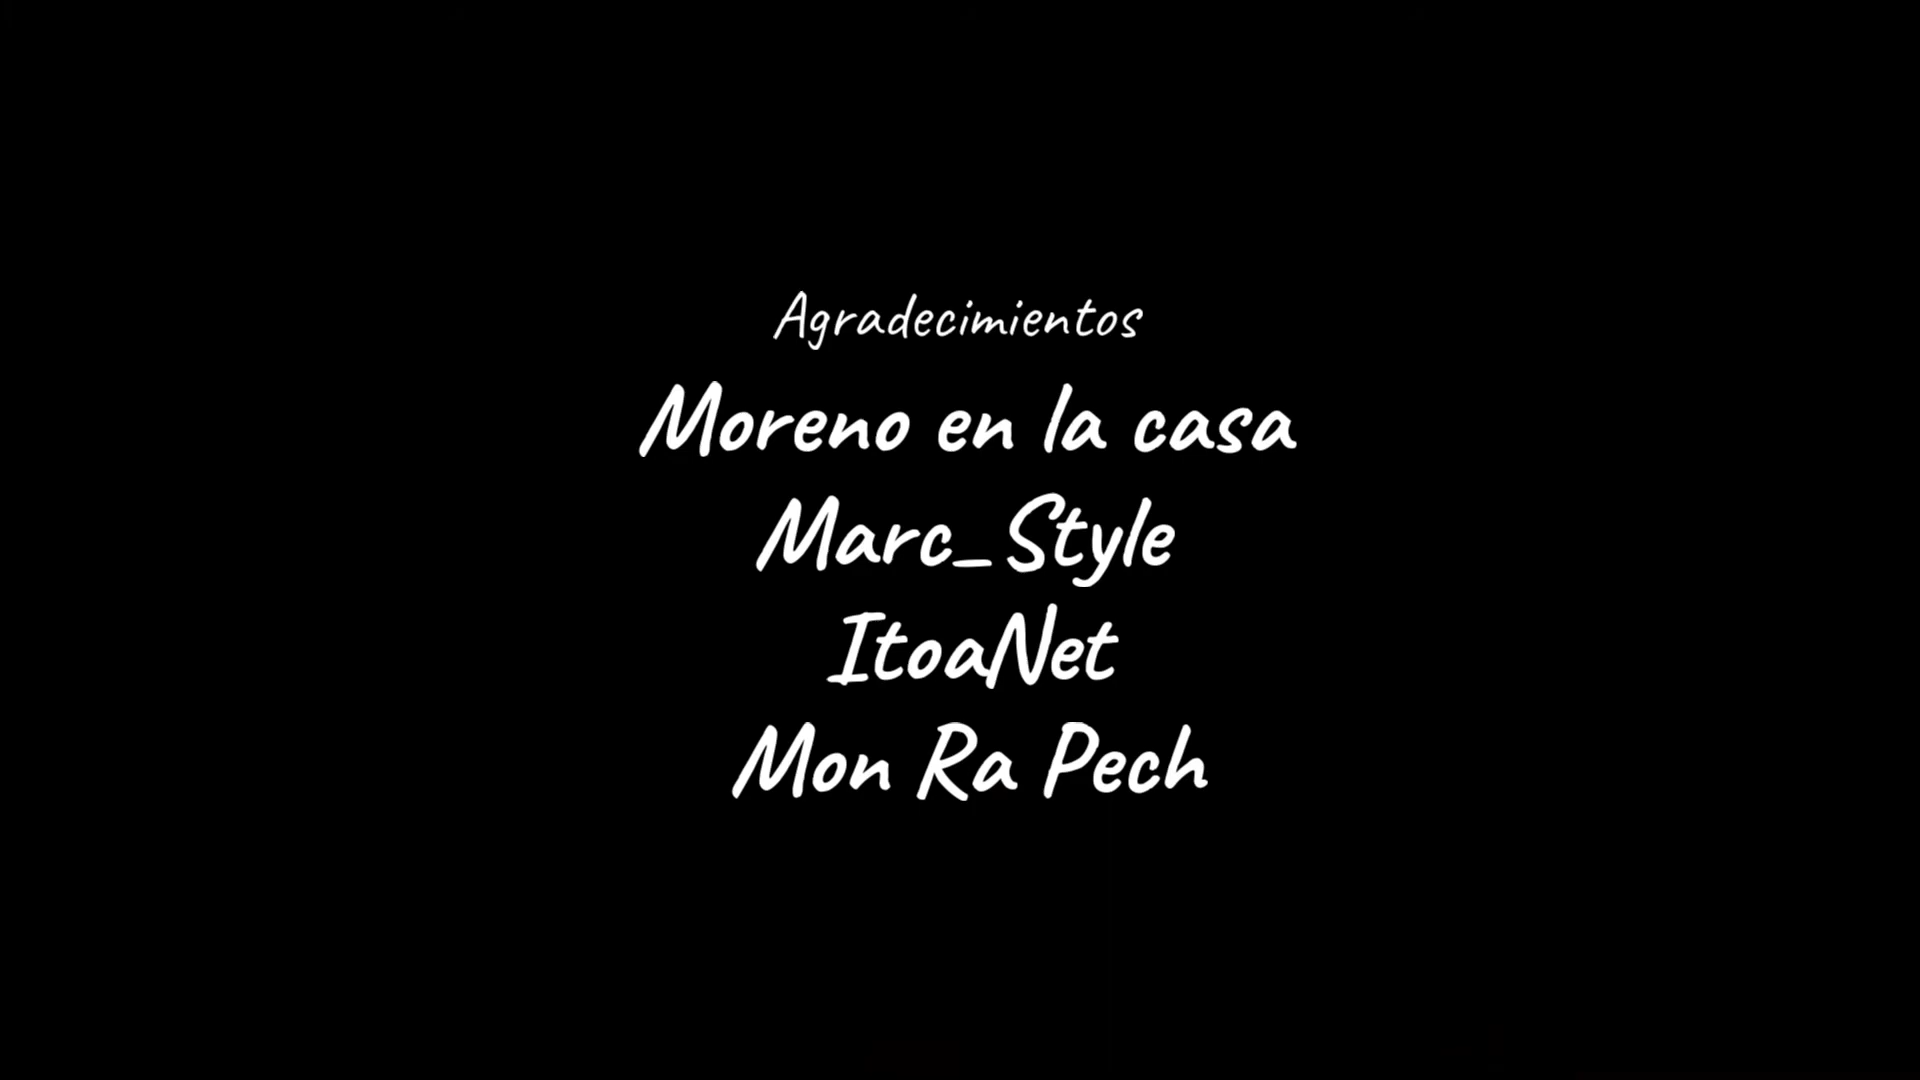 Agradecimientos
Moreno en la casa
Marc_Style
ItoaNet
Mon Ra Pech